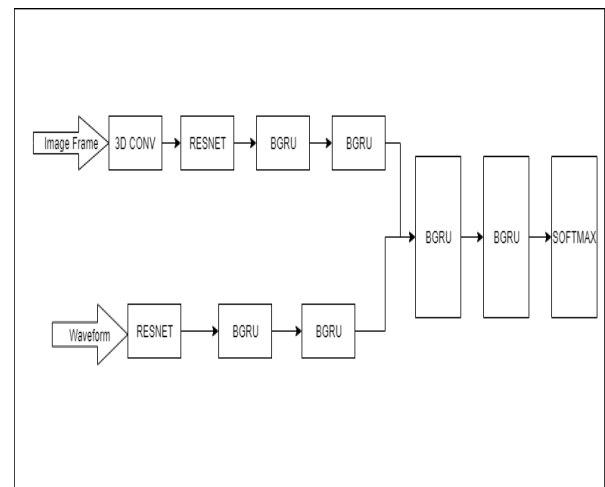 Image Frame
3D CONV
RESNET
BGRU
BGRU
BGRU
BGRU
SOFTMAX
Waveform
RESNET
BGRU
BGRU